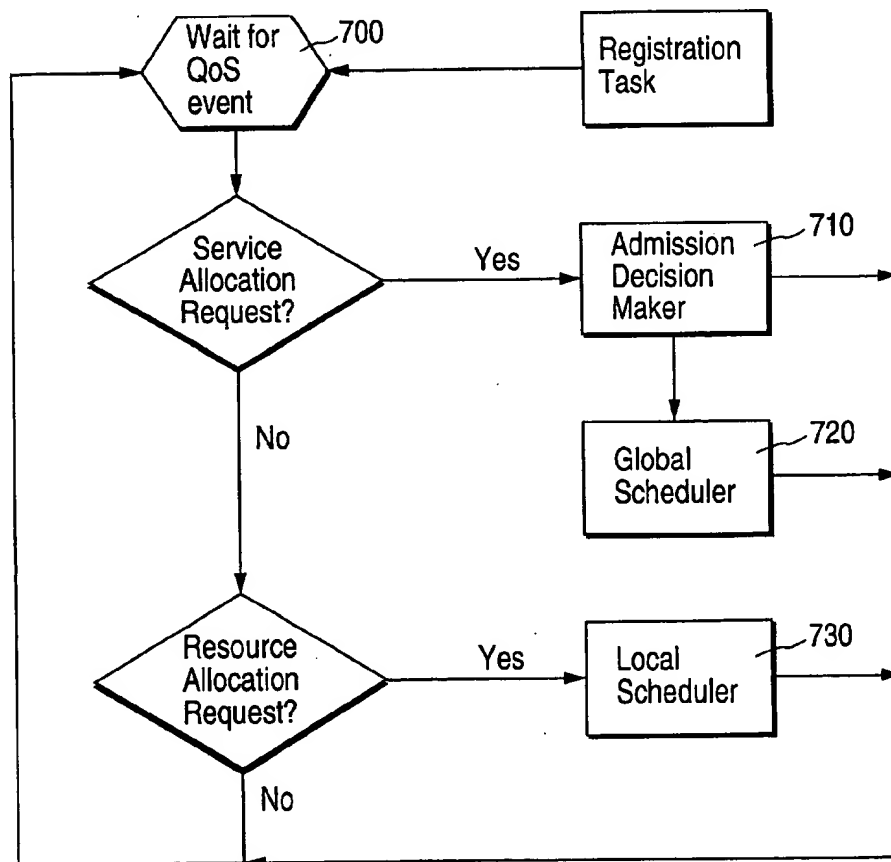 Wait for
QoS
event
700
Registration
Task
Service
Allocation
Request?
Yes
Admission
Decision
Maker
710
No
Global
Scheduler
720
Resource
Allocation
Request?
Yes
Local
Scheduler
730
No